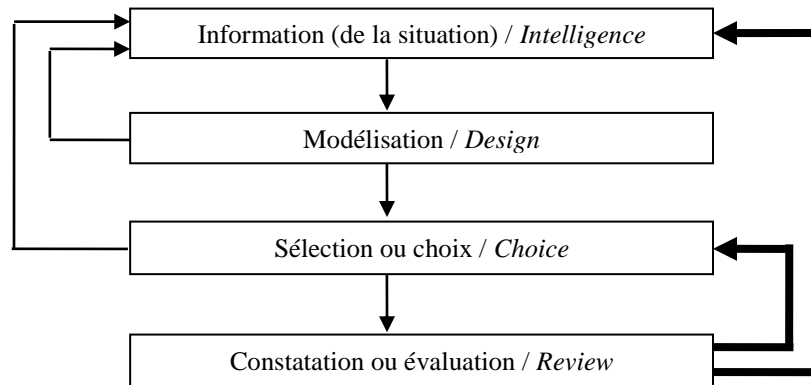 Information (de la situation) / Intelligence
Modélisation / Design
Sélection ou choix / Choice
Constatation ou évaluation / Review